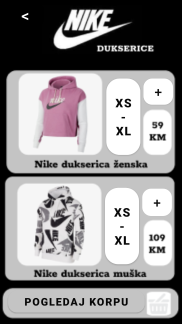 <
NIKE
DUKSERICE
XS
-
XL
+
59
KM
Nike dukserica ženska
XS
-
XL
+
109
KM
Nike dukserica muška
POGLEDAJ KORPU